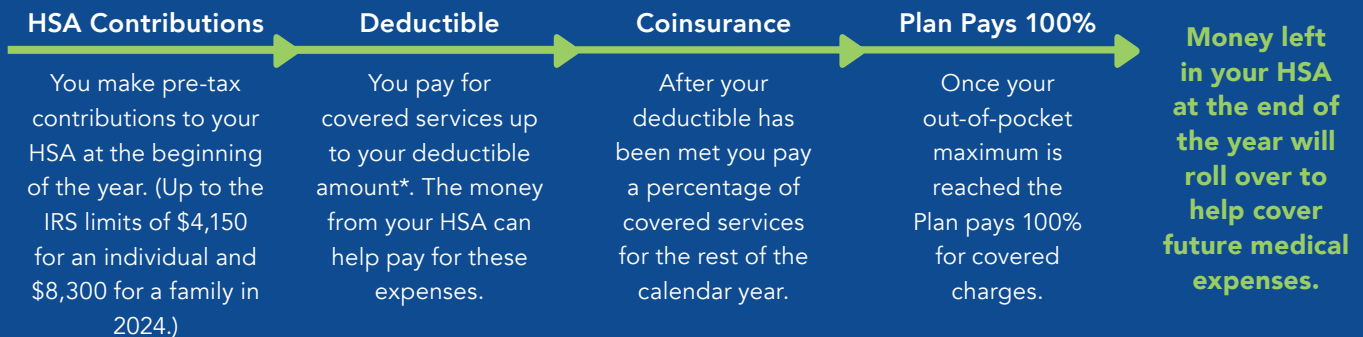 HSA Contributions
You make pre-tax
contributions to your
HSA at the beginning
of the year. (Up to the
IRS limits of $4,150
for an individual and
$8,300 for a family in
2024.)
Deductible
You pay for
covered services up
to your deductible
amount*. The money
from your HSA can
help pay for these
expenses.
Coinsurance
After your
deductible has
been met you pay
a percentage of
covered services
for the rest of the
calendar year.
Plan Pays 100%
Once your
out-of-pocket
maximum is
reached the
Plan pays 100%
for covered
charges.
Money left
in your HSA
at the end of
the year will
roll over to
help cover
future medical
expenses.